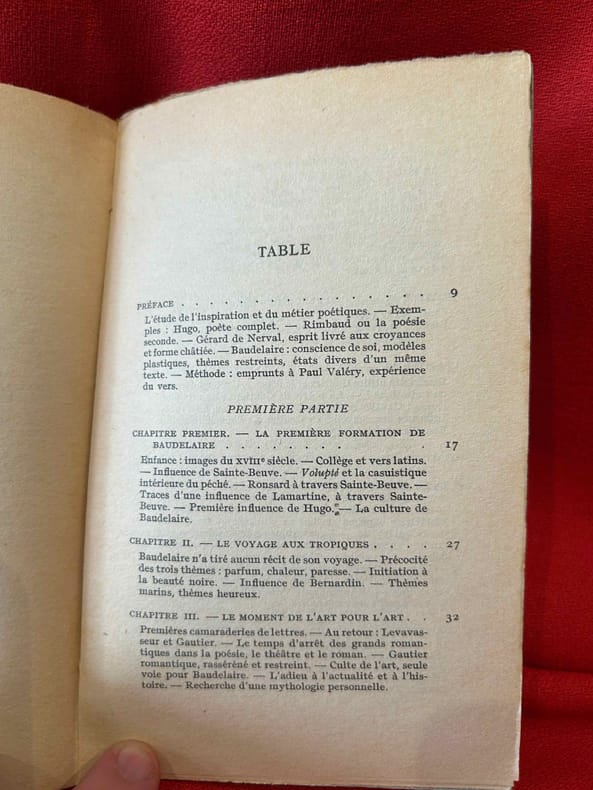 TABLE
PRÉFACE . . . . . . . . . . . . . . . . 9
L'étude de l'inspiration et du métier poétiques. — Exem-
ples : Hugo, poète complet. — Rimbaud ou la poésie
seconde. — Gérard de Nerval, esprit livré aux croyances
et forme châtiée. — Baudelaire : conscience de soi, modèles
plastiques, thèmes restreints, états divers d'un même
texte. — Méthode : emprunts à Paul Valéry, expérience
du vers.
PREMIÈRE PARTIE
CHAPITRE PREMIER. — LA PREMIÈRE FORMATION DE
BAUDELAIRE . . . . . . . . . 17
Enfance : images du XVIIIe siècle. — Collège et vers latins.
— Influence de Sainte-Beuve. — Volupté et la casuistique
intérieure du péché. — Ronsard à travers Sainte-Beuve. —
Traces d'une influence de Lamartine, à travers Sainte-
Beuve. — Première influence de Hugo. — La culture de
Baudelaire.
CHAPITRE II. — LE VOYAGE AUX TROPIQUES . . . . 27
Baudelaire n'a tiré aucun récit de son voyage. — Précocité
des trois thèmes : parfum, chaleur, paresse. — Initiation à
la beauté noire. — Influence de Bernardin. — Thèmes
marins, thèmes heureux.
CHAPITRE III. — LE MOMENT DE L'ART POUR L'ART . . 32
Premières camaraderies de lettres. — Au retour : Levavas-
seur et Gautier. — Le temps d'arrêt des grands roman-
tiques dans la poésie, le théâtre et le roman. — Gautier
romantique, rasséréné et restreint. — Culte de l'art, seule
voie pour Baudelaire. — L'adieu à l'actualité et à l'his-
toire. — Recherche d'une mythologie personnelle.